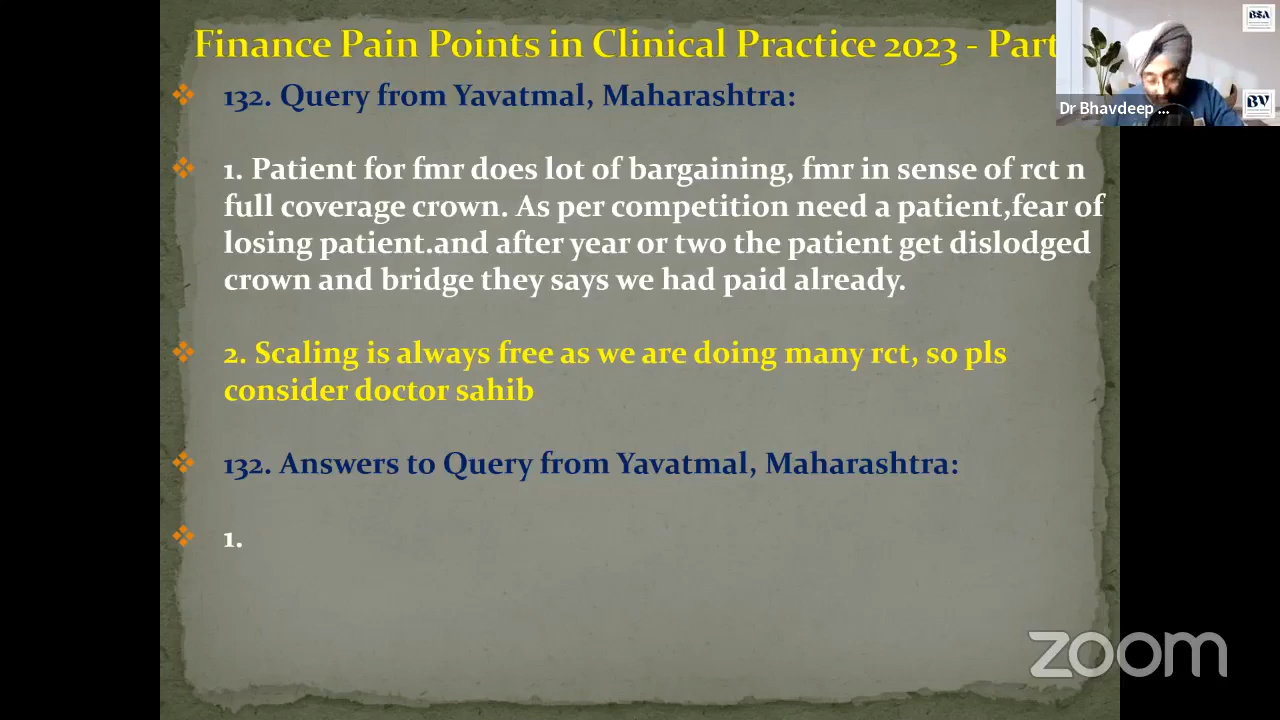 Finance Pain Points in Clinical Practice 2023 - Part
132. Query from Yavatmal, Maharashtra:
1. Patient for fmr does lot of bargaining, fmr in sense of rct n
full coverage crown. As per competition need a patient,fear of
losing patient.and after year or two the patient get dislodged
crown and bridge they says we had paid already.
2. Scaling is always free as we are doing many rct, so pls
consider doctor sahib
132. Answers to Query from Yavatmal, Maharashtra:
1.
BSA
Dr Bhavdeep ...
BV
zoom